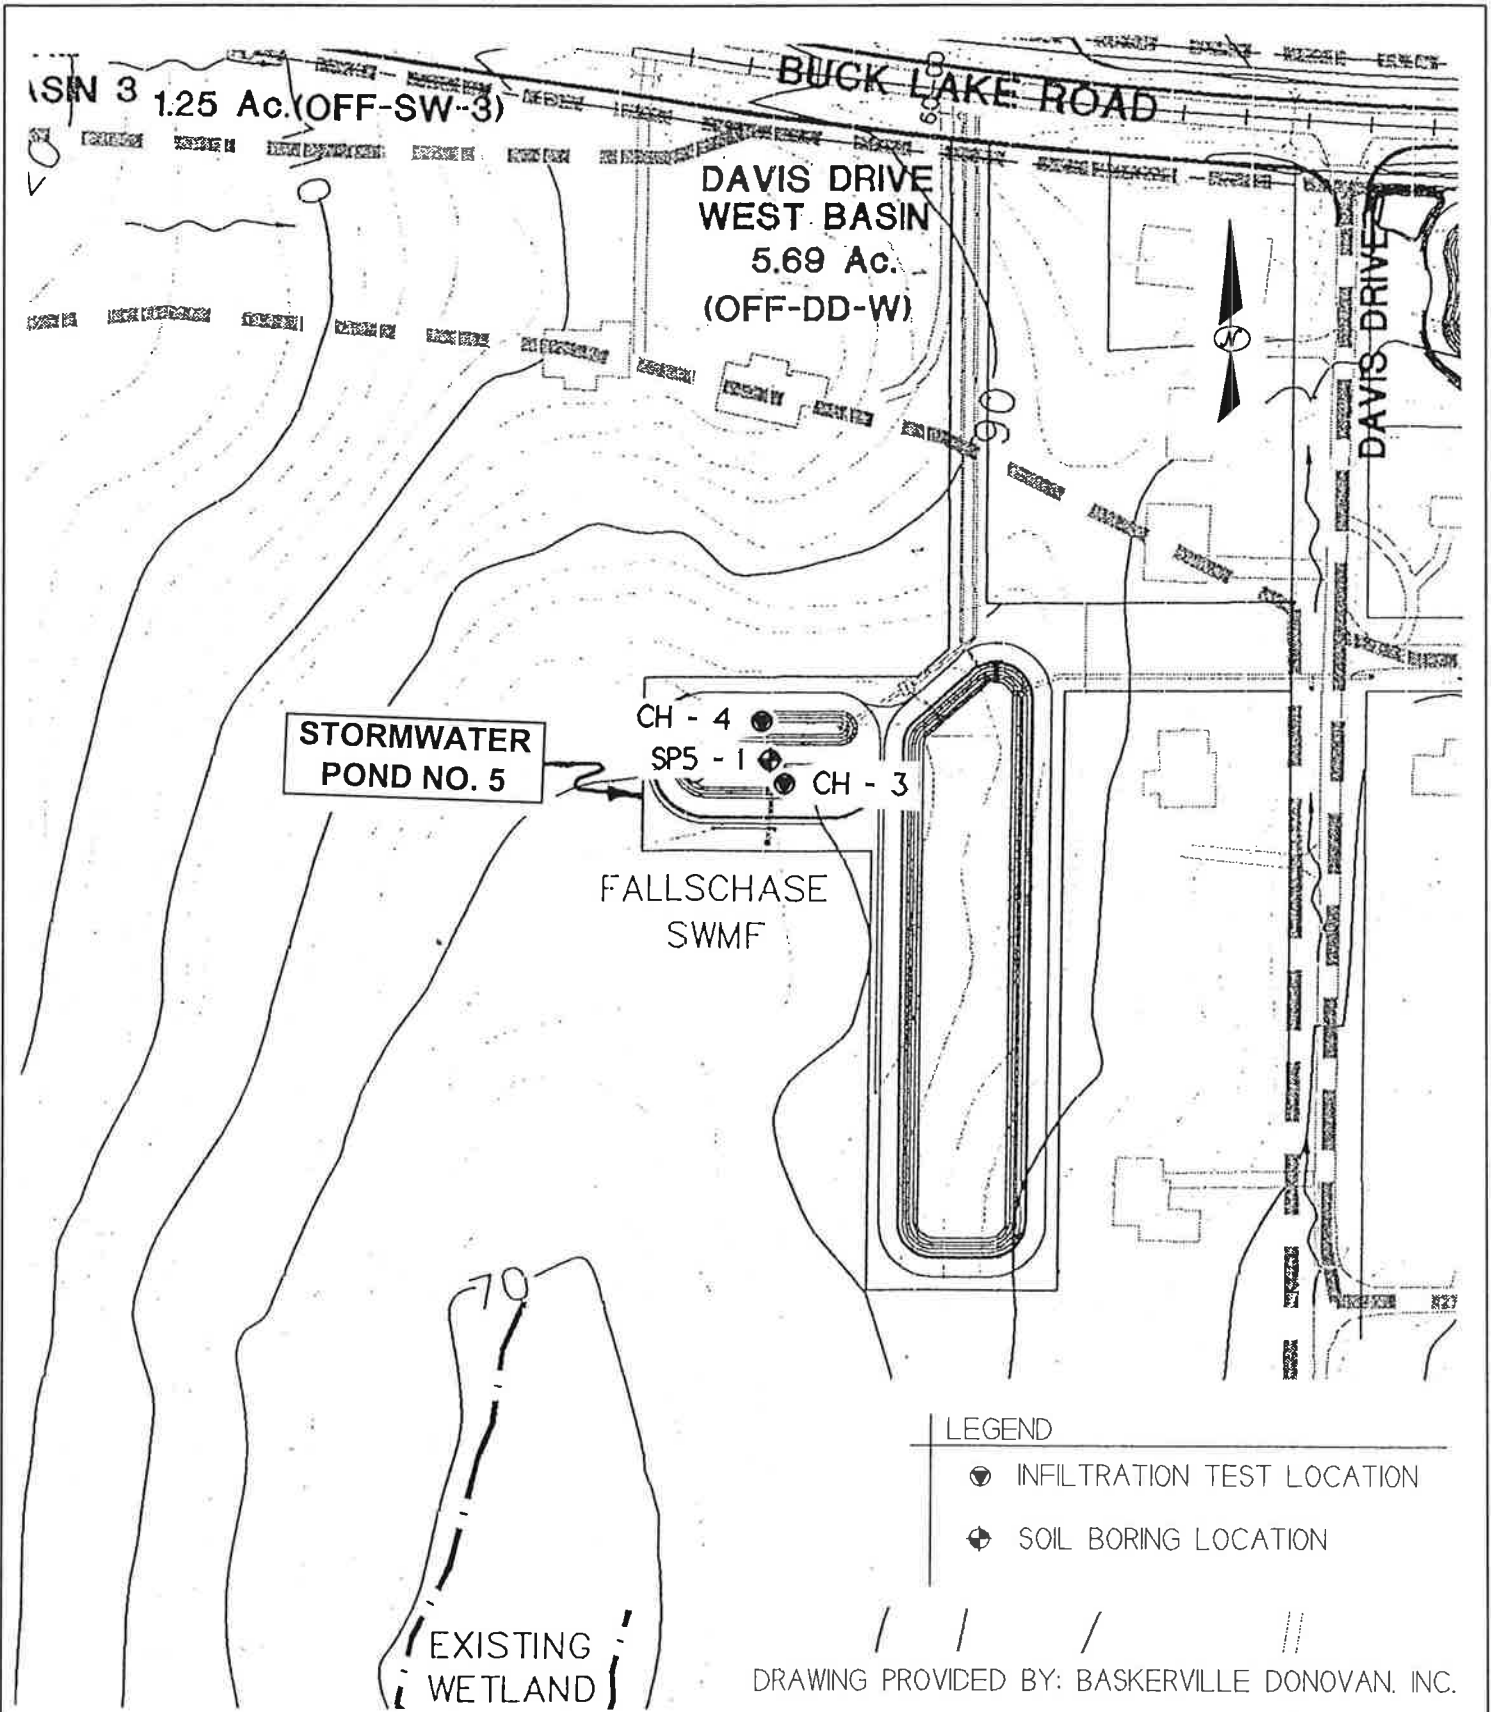 BUCK LAKE ROAD
ASIN 3
1.25 Ac.(OFF-SW-3)
DAVIS DRIVE
WEST BASIN
5.69 Ac.
(OFF-DD-W)
N
DAVIS DRIVE
90
CH - 4
SP5 - 1
CH - 3
STORMWATER
POND NO. 5
FALLSCHASE
SWMF
70
LEGEND
INFILTRATION TEST LOCATION
SOIL BORING LOCATION
EXISTING
WETLAND
DRAWING PROVIDED BY: BASKERVILLE DONOVAN. INC.